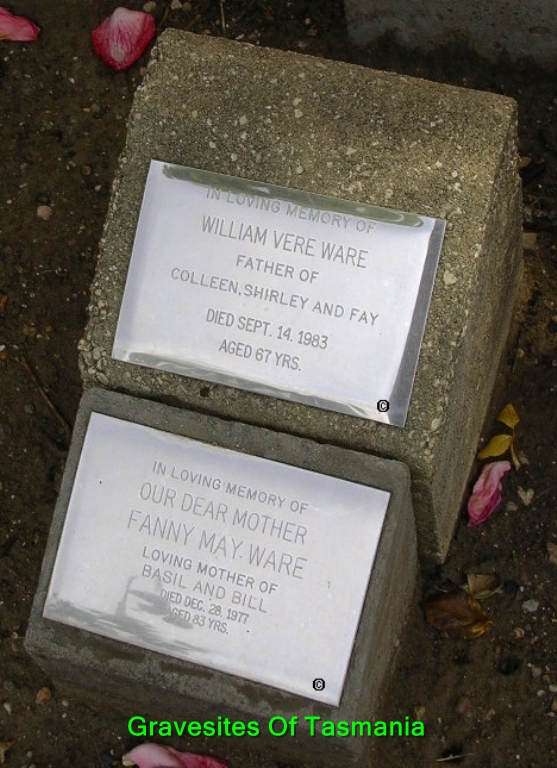 IN LOVING MEMORY OF
WILLIAM VERE WARE
FATHER OF
COLLEEN, SHIRLEY AND FAY
DIED SEPT. 14. 1983
AGED 67 YRS.
©
IN LOVING MEMORY OF
OUR DEAR MOTHER
FANNY MAY WARE
LOVING MOTHER OF
BASIL AND BILL
DIED DEC. 28. 1977
AGED 83 YRS.
©
Gravesites Of Tasmania